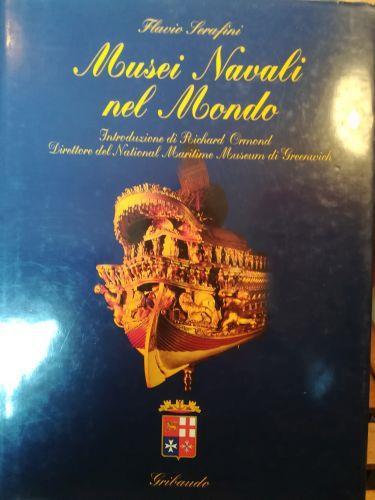 Flavio Serafini
Musei Navali
nel Mondo
Introduzione di Richard Ormond
Direttore del National Maritime Museum di Greenwich
Gribaudo